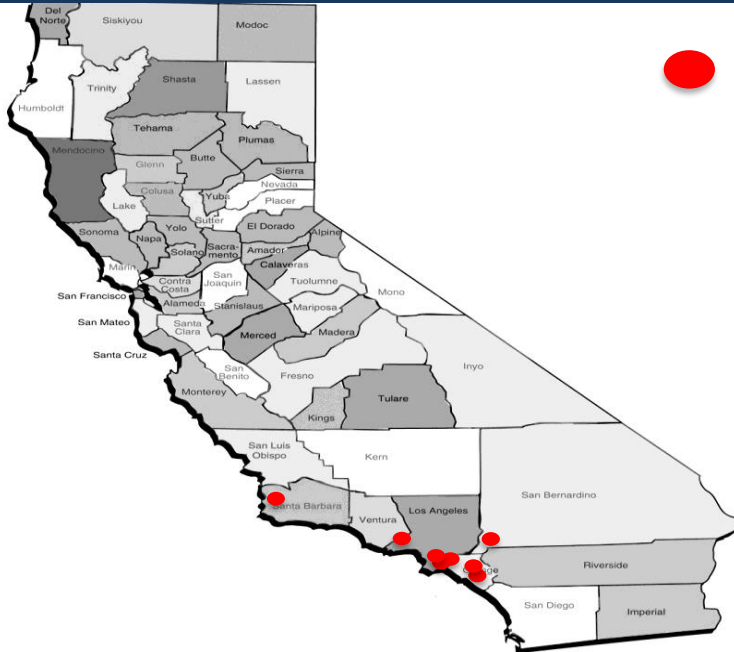 Del
Norte
Siskiyou
Modoc
Humboldt
Trinity
Shasta
Lassen
Tehama
Plumas
Mendocino
Glenn
Butte
Sierra
Colusa
Yuba
Nevada
Placer
Lake
Sutter
Sonoma
Napa
Yolo
El Dorado
Alpine
Solano
Sacra-
mento
Amador
Calaveras
Marin
Contra
Costa
San
Joaquin
Tuolumne
Mono
San Francisco
Alameda
Stanislaus
Mariposa
San Mateo
Santa
Clara
Merced
Madera
Santa Cruz
San
Benito
Fresno
Inyo
Monterey
Kings
Tulare
San Luis
Obispo
Kern
San Bernardino
Santa Barbara
Ventura
Los Angeles
Riverside
San Diego
Imperial